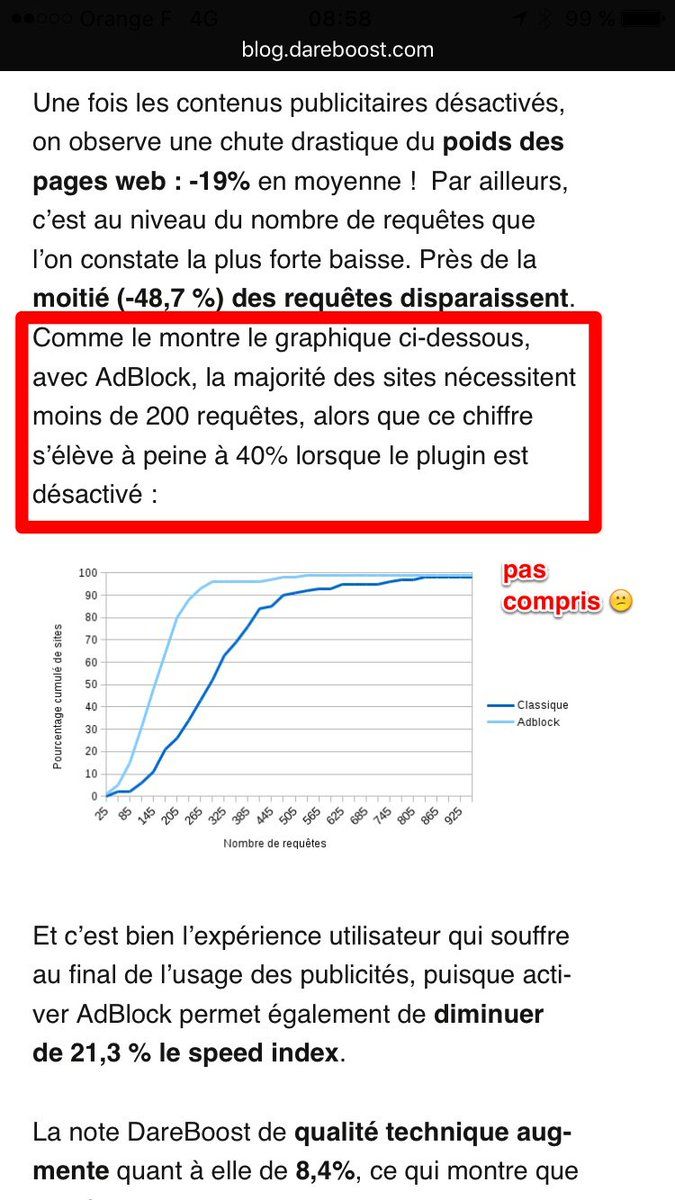 Orange F 4G 08:58 99 %
blog.dareboost.com
Une fois les contenus publicitaires désactivés,
on observe une chute drastique du poids des
pages web : -19% en moyenne ! Par ailleurs,
c’est au niveau du nombre de requêtes que
l’on constate la plus forte baisse. Près de la
moitié (-48,7 %) des requêtes disparaissent.
Comme le montre le graphique ci-dessous,
avec AdBlock, la majorité des sites nécessitent
moins de 200 requêtes, alors que ce chiffre
s’élève à peine à 40% lorsque le plugin est
désactivé :
pas
compris 😕
100
90
80
70
60
50
40
30
20
10
0
Pourcentage cumulé de sites
25 85 145 205 265 325 385 445 505 565 625 685 745 805 865 925
Nombre de requêtes
Classique
Adblock
Et c’est bien l’expérience utilisateur qui souffre
au final de l’usage des publicités, puisque acti-
ver AdBlock permet également de diminuer
de 21,3 % le speed index.
La note DareBoost de qualité technique aug-
mente quant à elle de 8,4%, ce qui montre que